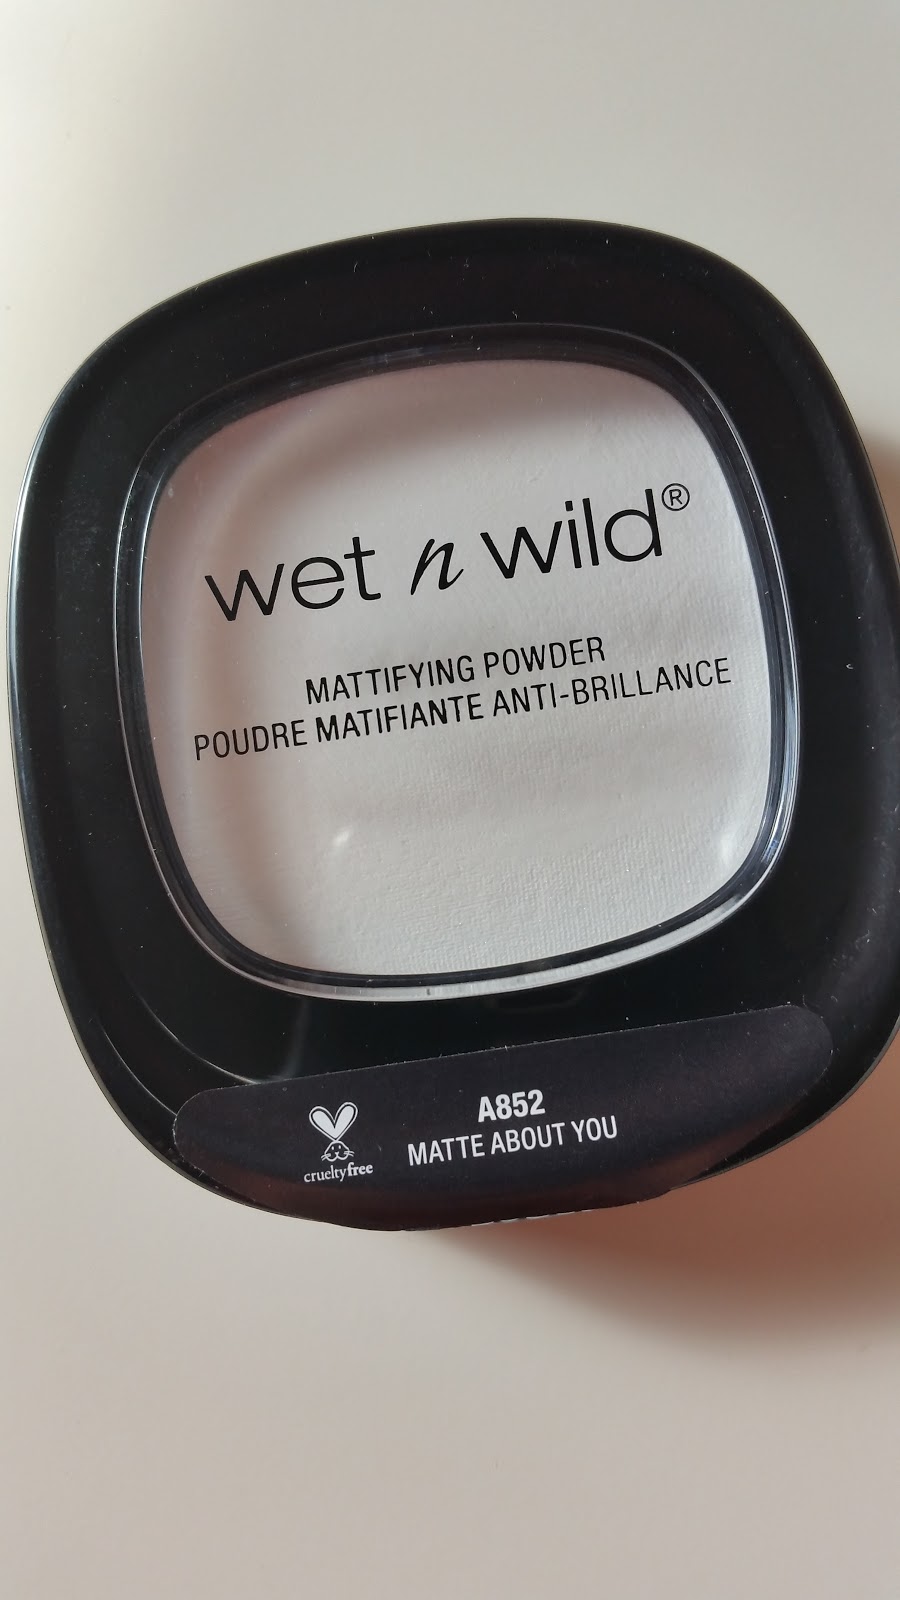 wet n wild®
MATTIFYING POWDER
POUDRE MATIFIANTE ANTI-BRILLANCE
A852
MATTE ABOUT YOU
crueltyfree